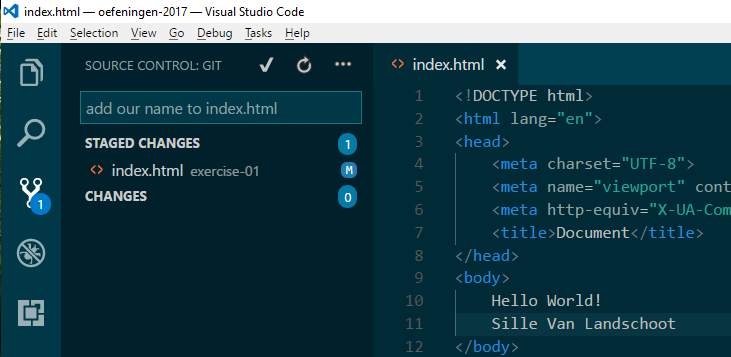 index.html — oefeningen-2017 — Visual Studio Code
File Edit Selection View Go Debug Tasks Help
SOURCE CONTROL: GIT
add our name to index.html
STAGED CHANGES 1
<> index.html exercise-01 M
CHANGES 0
1
<> index.html ×
1 <!DOCTYPE html>
2 <html lang="en">
3 <head>
4 <meta charset="UTF-8">
5 <meta name="viewport" cont
6 <meta http-equiv="X-UA-Com
7 <title>Document</title>
8 </head>
9 <body>
10 Hello World!
11 Sille Van Landschoot
12 </body>